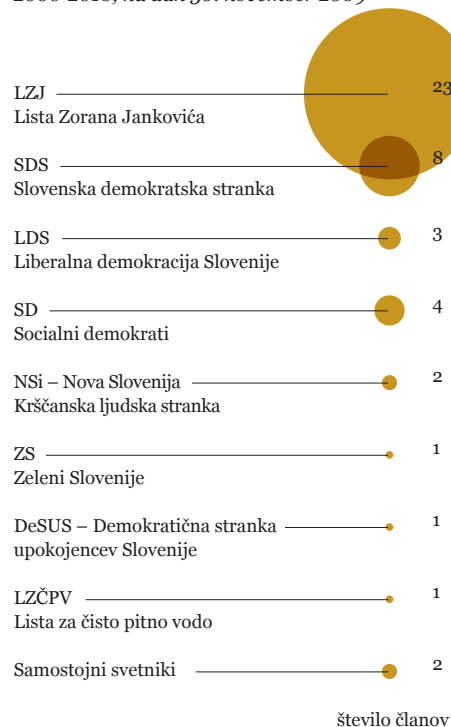 LZJ 23
Lista Zorana Jankovića
SDS 8
Slovenska demokratska stranka
LDS 3
Liberalna demokracija Slovenije
SD 4
Socialni demokrati
NSi – Nova Slovenija 2
Krščanska ljudska stranka
ZS 1
Zeleni Slovenije
DeSUS – Demokratična stranka 1
upokojencev Slovenije
LZČPV 1
Lista za čisto pitno vodo
Samostojni svetniki 2
število članov